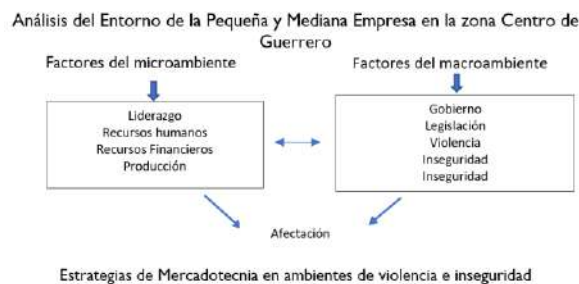 Análisis del Entorno de la Pequeña y Mediana Empresa en la zona Centro de
Guerrero
Factores del microambiente
Factores del macroambiente
Liderazgo
Recursos humanos
Recursos Financieros
Producción
Gobierno
Legislación
Violencia
Inseguridad
Inseguridad
Afectación
Estrategias de Mercadotecnia en ambientes de violencia e inseguridad